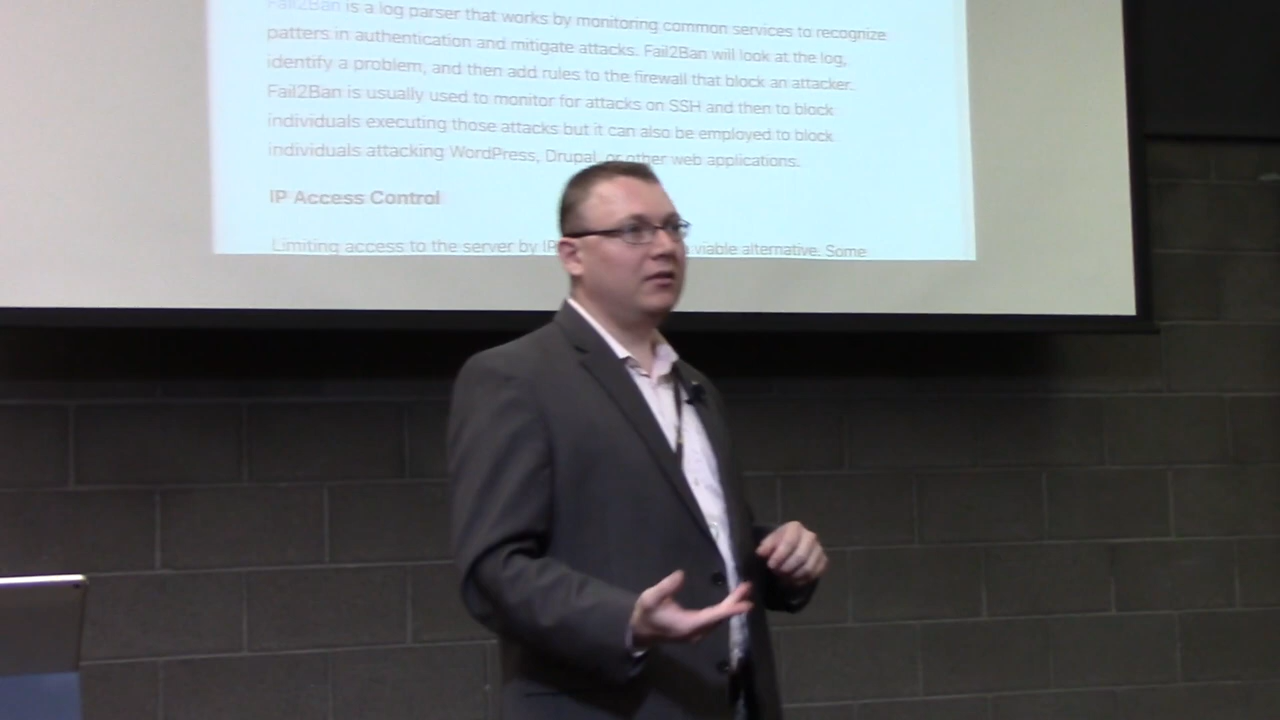 Fail2Ban is a log parser that works by monitoring common services to recognize
patters in authentication and mitigate attacks. Fail2Ban will look at the log,
identify a problem, and then add rules to the firewall that block an attacker.
Fail2Ban is usually used to monitor for attacks on SSH and then to block
individuals executing those attacks but it can also be employed to block
individuals attacking WordPress, Drupal, or other web applications.
IP Access Control
Limiting access to the server by IP viable alternative. Some